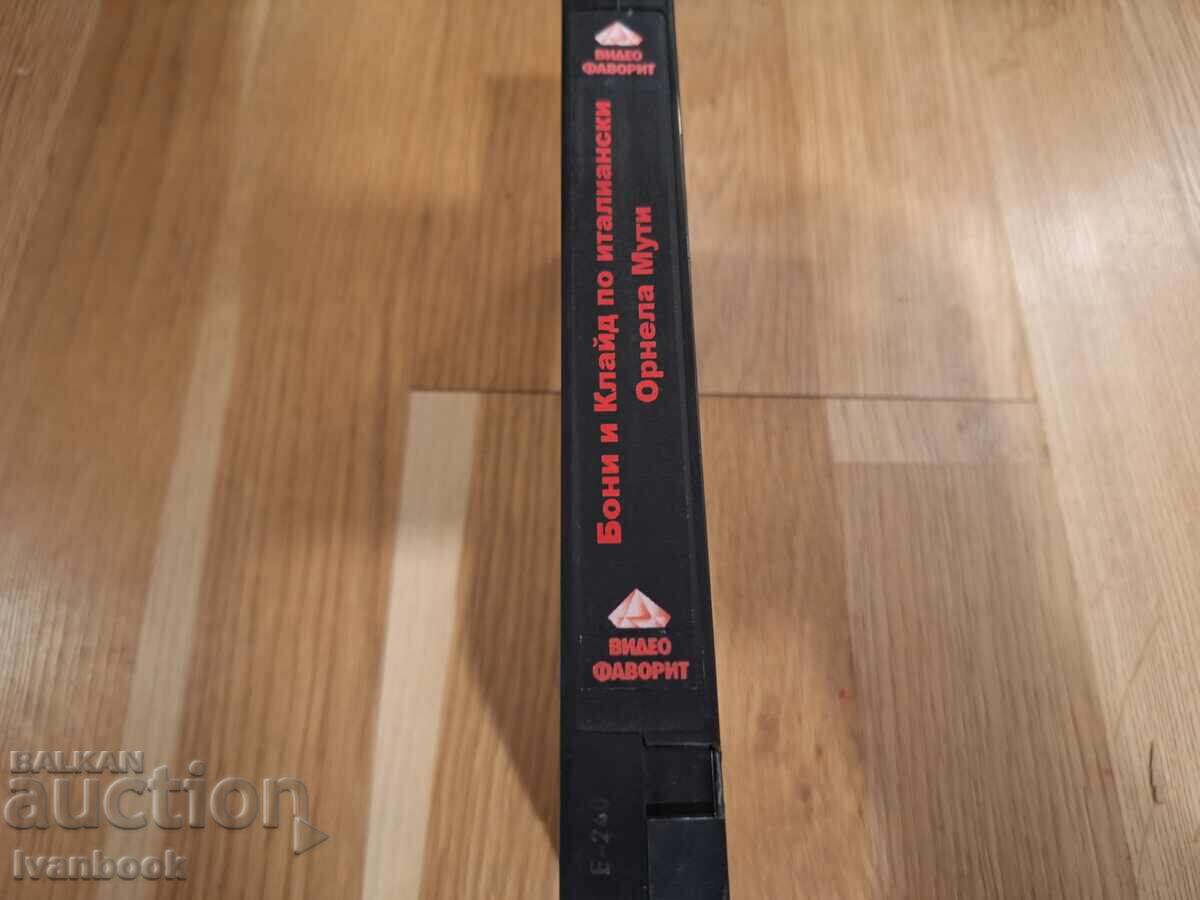 ВИДЕО
ФАВОРИТ
Бони и Клайд по италиански
Орнела Мути
ВИДЕО
ФАВОРИТ
E-240
BALKAN
auction
Ivanbook